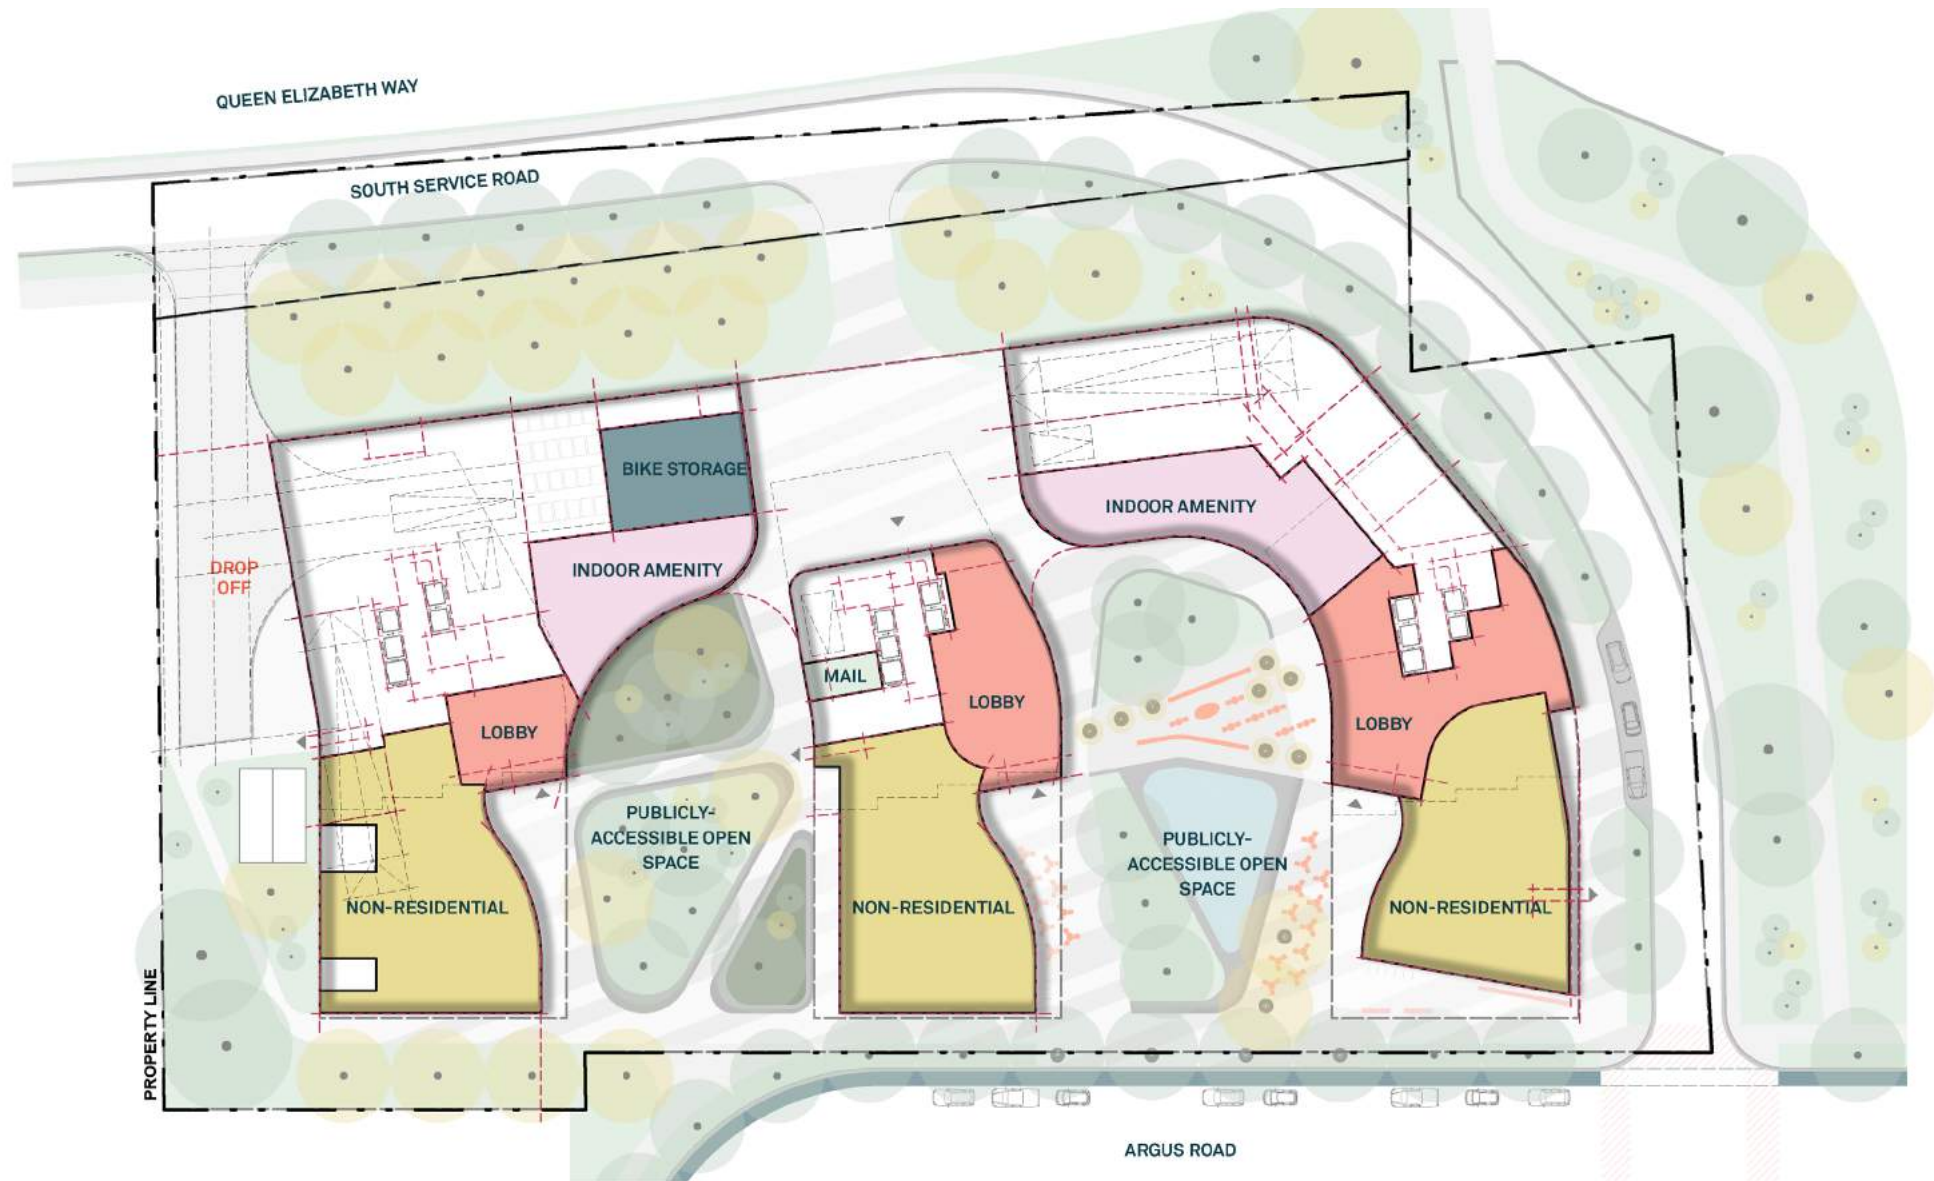 QUEEN ELIZABETH WAY
SOUTH SERVICE ROAD
BIKE STORAGE
INDOOR AMENITY
INDOOR AMENITY
DROP
OFF
MAIL
LOBBY
LOBBY
LOBBY
PUBLICLY-
ACCESSIBLE OPEN
SPACE
PUBLICLY-
ACCESSIBLE OPEN
SPACE
NON-RESIDENTIAL
NON-RESIDENTIAL
NON-RESIDENTIAL
PROPERTY LINE
ARGUS ROAD